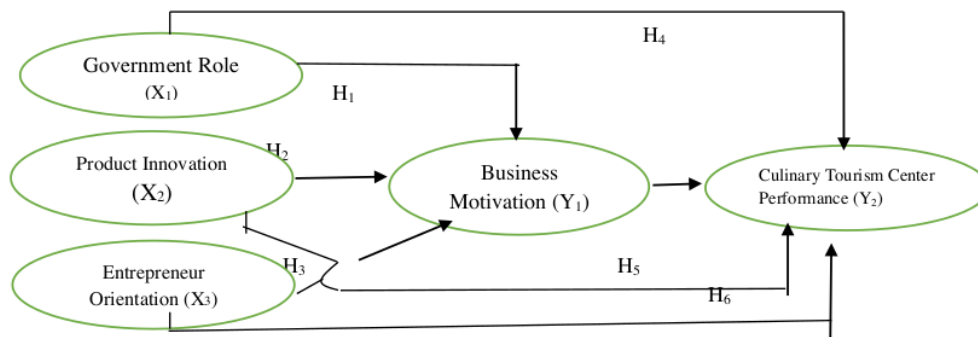 H₄
Government Role
(X₁)
H₁
H₂
Product Innovation
(X₂)
Business
Motivation (Y₁)
Culinary Tourism Center
Performance (Y₂)
H₃
Entrepreneur
Orientation (X₃)
H₅
H₆